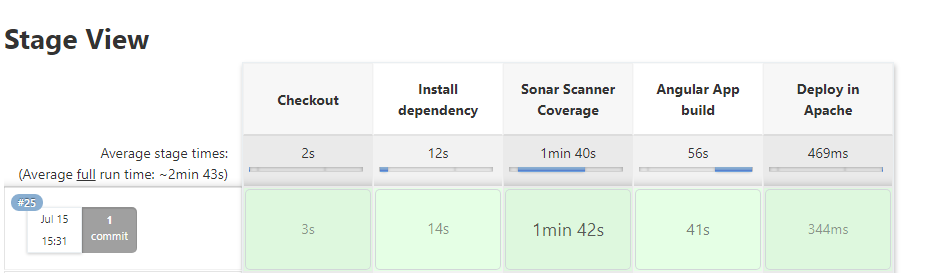 Stage View
Checkout
Install
dependency
Sonar Scanner
Coverage
Angular App
build
Deploy in
Apache
Average stage times:
2s
12s
1min 40s
56s
469ms
(Average full run time: ~2min 43s)
#25
Jul 15
15:31
1
commit
3s
14s
1min 42s
41s
344ms